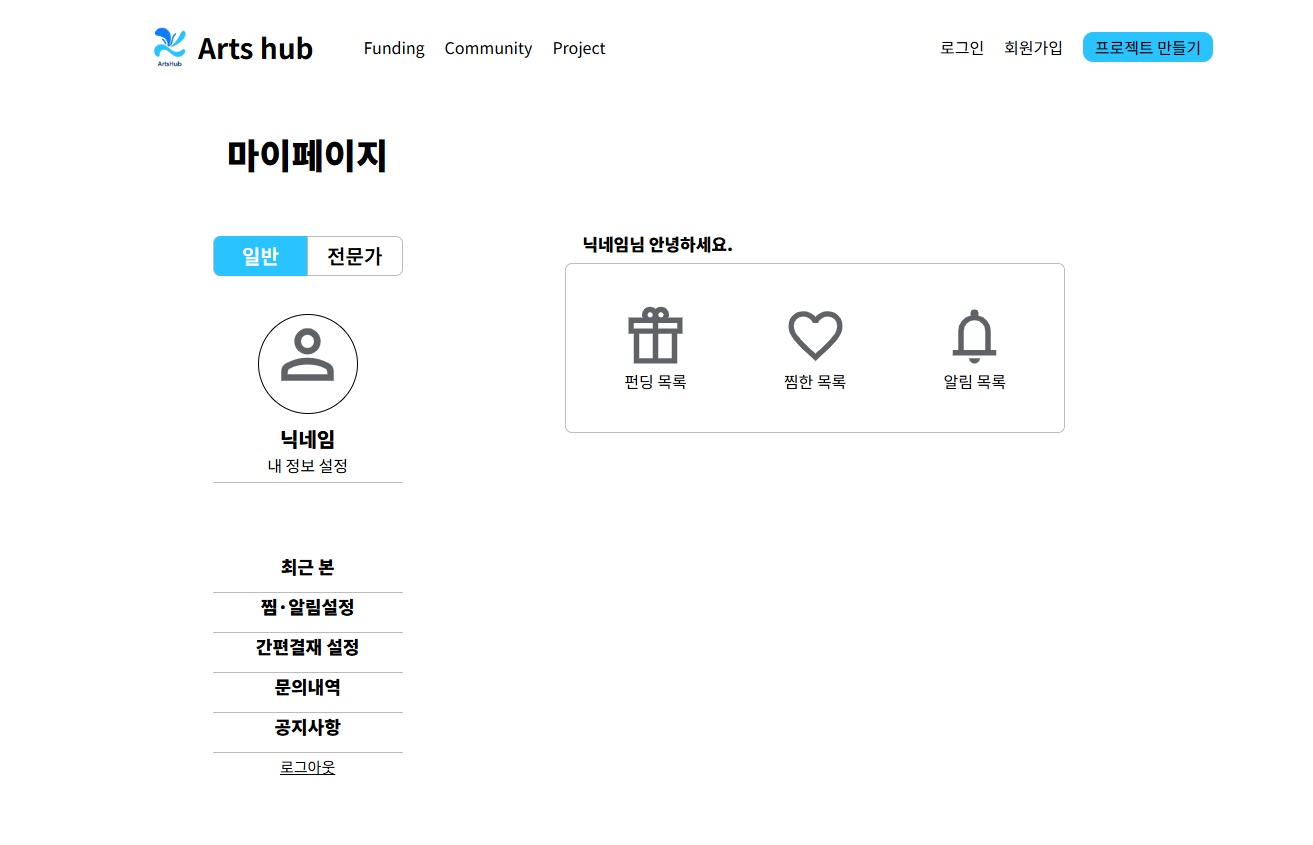 ArtsHub
Arts hub
Funding Community Project
로그인 회원가입 프로젝트 만들기
마이페이지
일반 전문가
닉네임
내 정보 설정
최근 본
찜·알림설정
간편결재 설정
문의내역
공지사항
로그아웃
닉네임님 안녕하세요.
펀딩 목록 찜한 목록 알림 목록